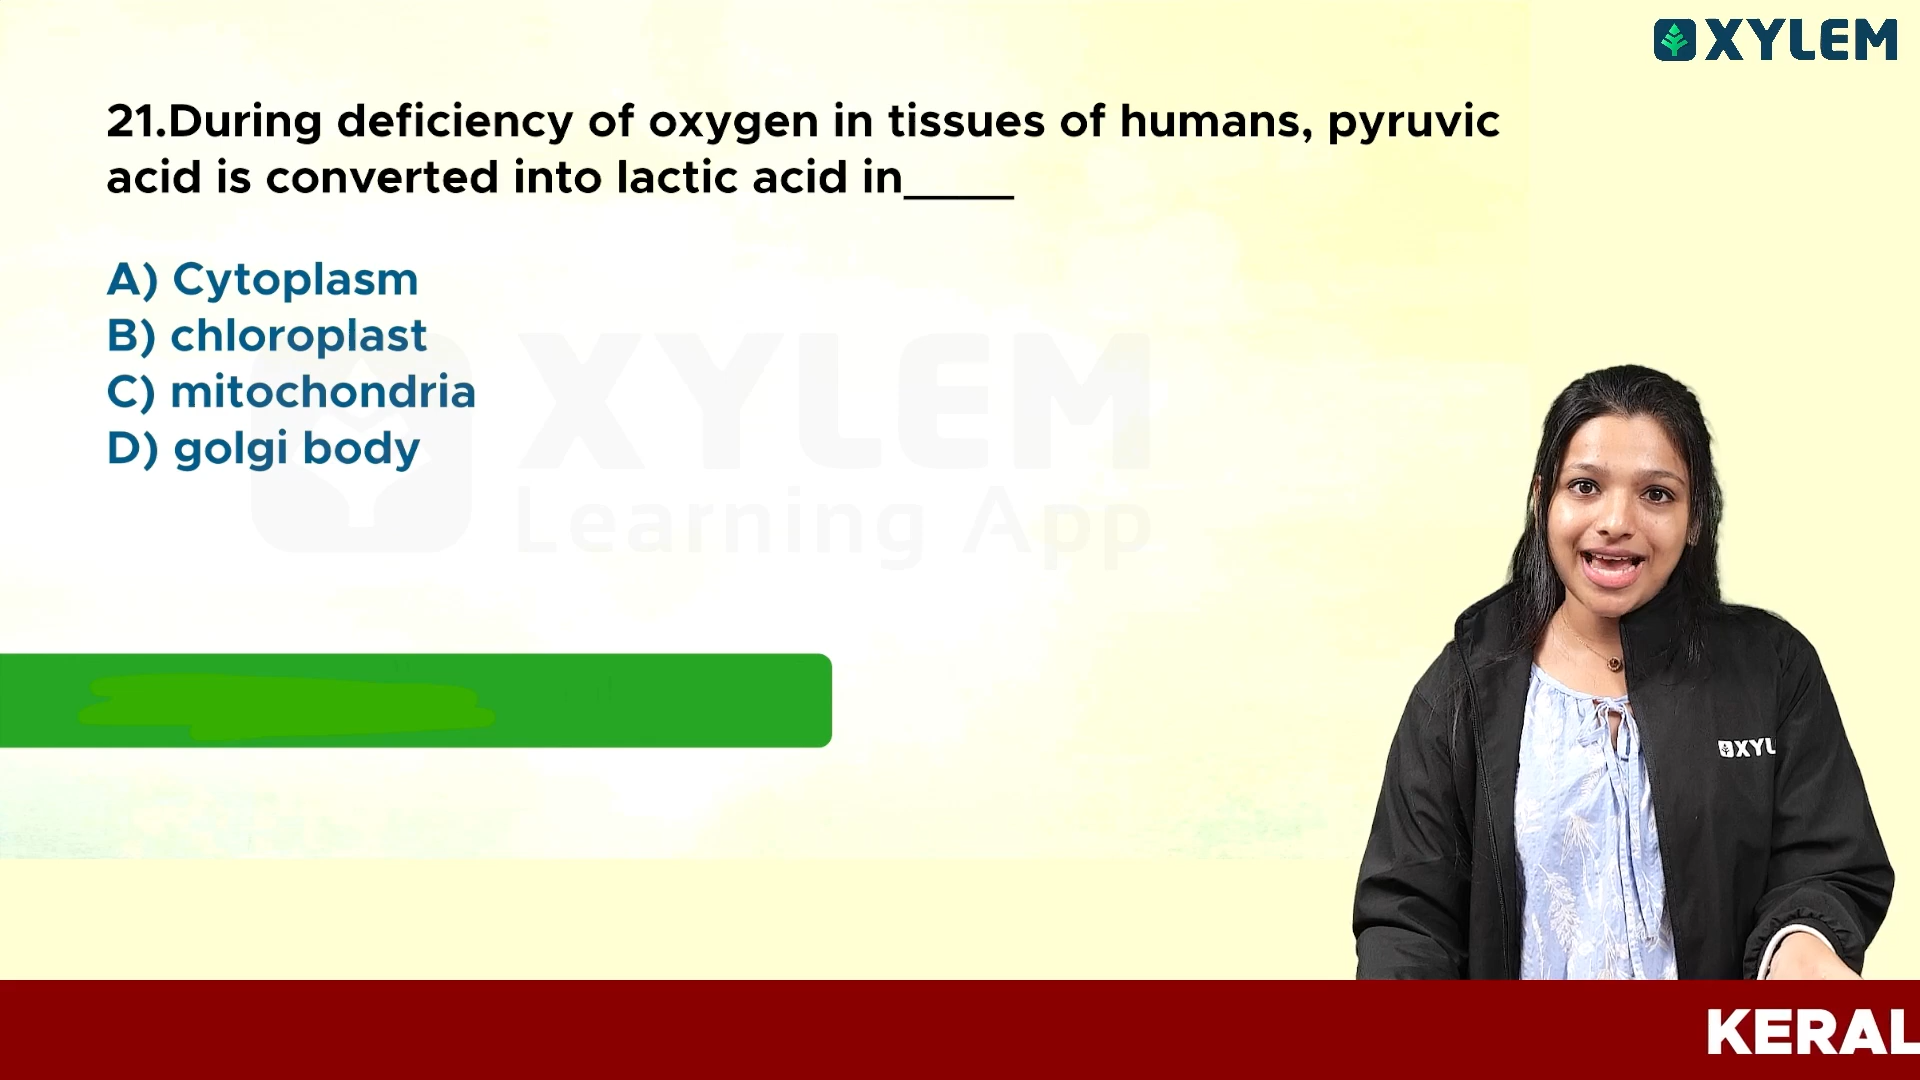 XYLEM
21.During deficiency of oxygen in tissues of humans, pyruvic
acid is converted into lactic acid in_____
A) Cytoplasm
B) chloroplast
C) mitochondria
D) golgi body
XYLEM
Learning App
XYL
KERAL